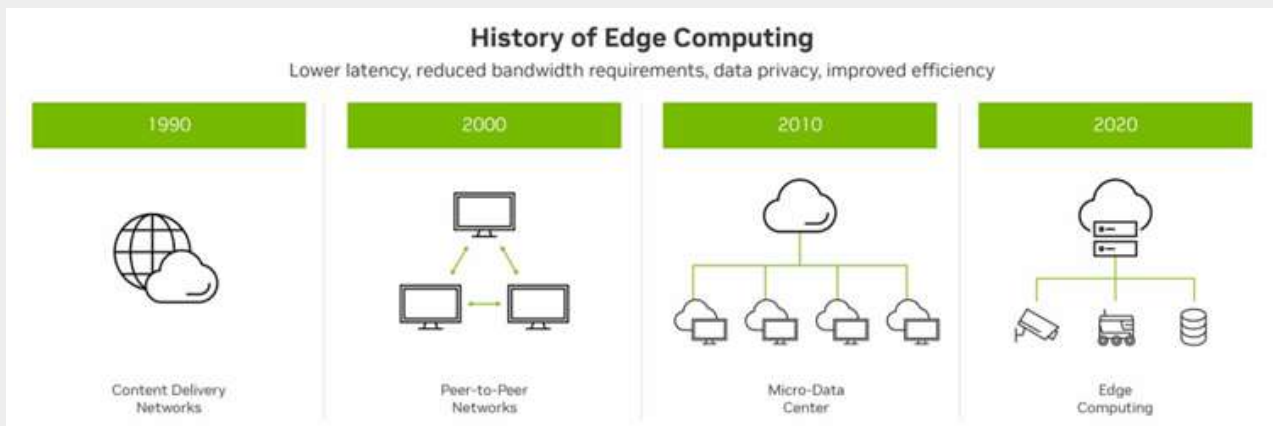 History of Edge Computing
Lower latency, reduced bandwidth requirements, data privacy, improved efficiency
1990
2000
2010
2020
Content Delivery
Networks
Peer-to-Peer
Networks
Micro-Data
Center
Edge
Computing